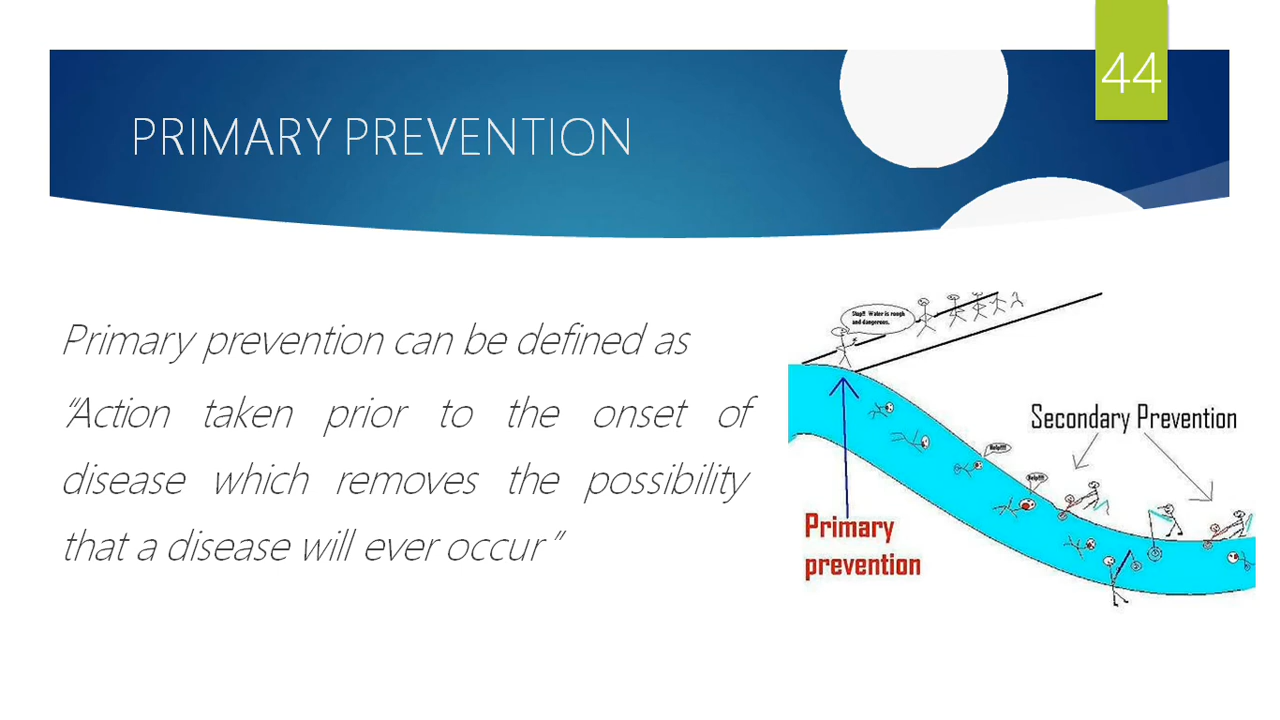 44
PRIMARY PREVENTION
Primary prevention can be defined as
“Action taken prior to the onset of
disease which removes the possibility
that a disease will ever occur”
Stop!! Water is rough
and dangerous.
Secondary Prevention
Help!!!
Help!!!
Primary
prevention